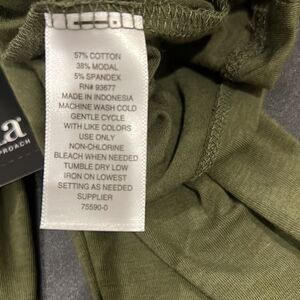 57% COTTON
38% MODAL
5% SPANDEX
RN# 93677
MADE IN INDONESIA
MACHINE WASH COLD
GENTLE CYCLE
WITH LIKE COLORS
USE ONLY
NON-CHLORINE
BLEACH WHEN NEEDED
TUMBLE DRY LOW
IRON ON LOWEST
SETTING AS NEEDED
SUPPLIER
75590-0
a
PROACH